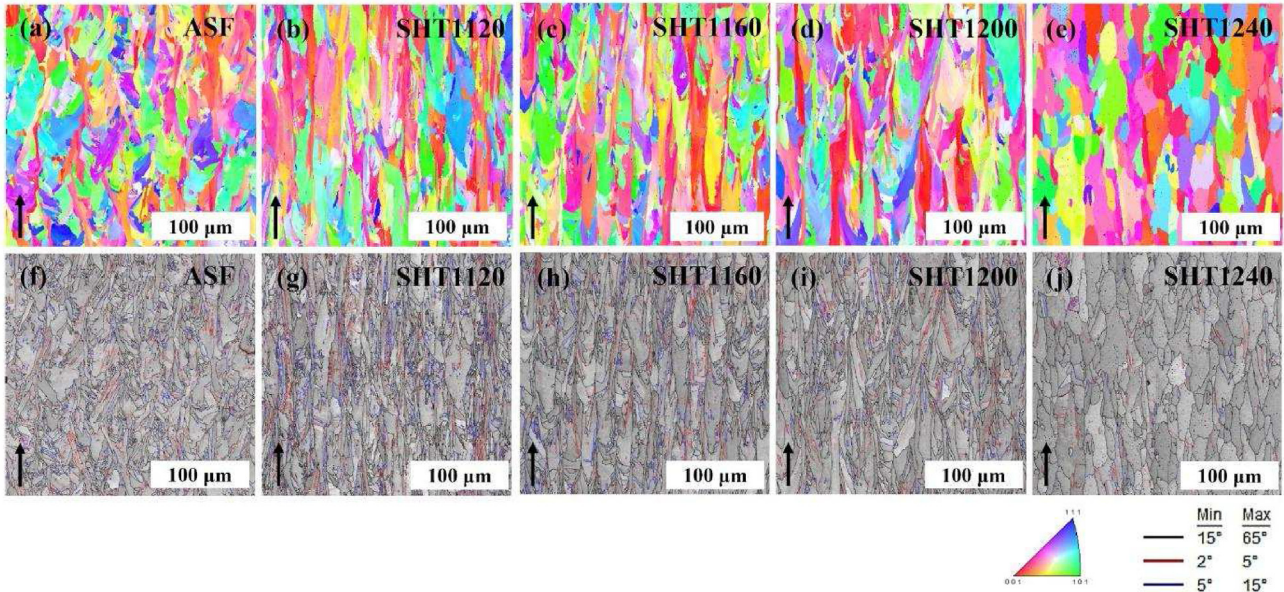 (a) ASF
(b) SHT1120
(c) SHT1160
(d) SHT1200
(e) SHT1240
100 µm
100 µm
100 µm
100 µm
100 µm
(f) ASF
(g) SHT1120
(h) SHT1160
(i) SHT1200
(j) SHT1240
100 µm
100 µm
100 µm
100 µm
100 µm
111
001 101
Min Max
15° 65°
2° 5°
5° 15°